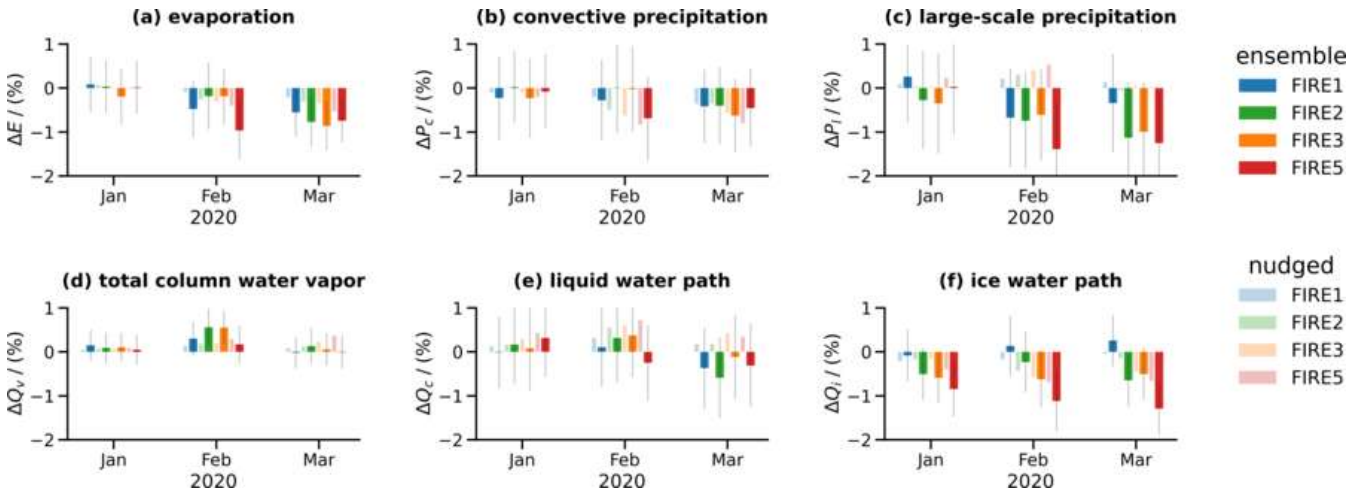 (a) evaporation
(b) convective precipitation
(c) large-scale precipitation
ΔE / (%)
1
0
−1
−2
Jan
Feb
Mar
2020
ΔP_c / (%)
1
0
−1
−2
Jan
Feb
Mar
2020
ΔP_l / (%)
1
0
−1
−2
Jan
Feb
Mar
2020
ensemble
FIRE1
FIRE2
FIRE3
FIRE5
(d) total column water vapor
(e) liquid water path
(f) ice water path
ΔQ_v / (%)
1
0
−1
−2
Jan
Feb
Mar
2020
ΔQ_c / (%)
1
0
−1
−2
Jan
Feb
Mar
2020
ΔQ_i / (%)
1
0
−1
−2
Jan
Feb
Mar
2020
nudged
FIRE1
FIRE2
FIRE3
FIRE5